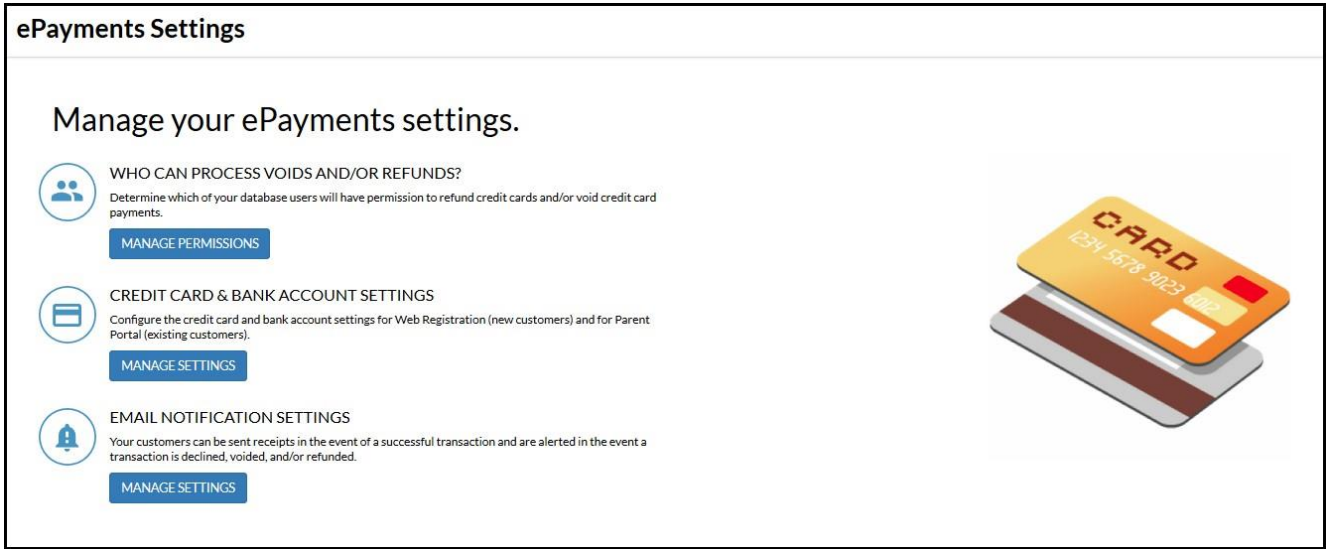 ePayments Settings
Manage your ePayments settings.
WHO CAN PROCESS VOIDS AND/OR REFUNDS?
Determine which of your database users will have permission to refund credit cards and/or void credit card
payments.
MANAGE PERMISSIONS
CREDIT CARD & BANK ACCOUNT SETTINGS
Configure the credit card and bank account settings for Web Registration (new customers) and for Parent
Portal (existing customers).
MANAGE SETTINGS
EMAIL NOTIFICATION SETTINGS
Your customers can be sent receipts in the event of a successful transaction and are alerted in the event a
transaction is declined, voided, and/or refunded.
MANAGE SETTINGS
CARD
1234 5678 9023 6012